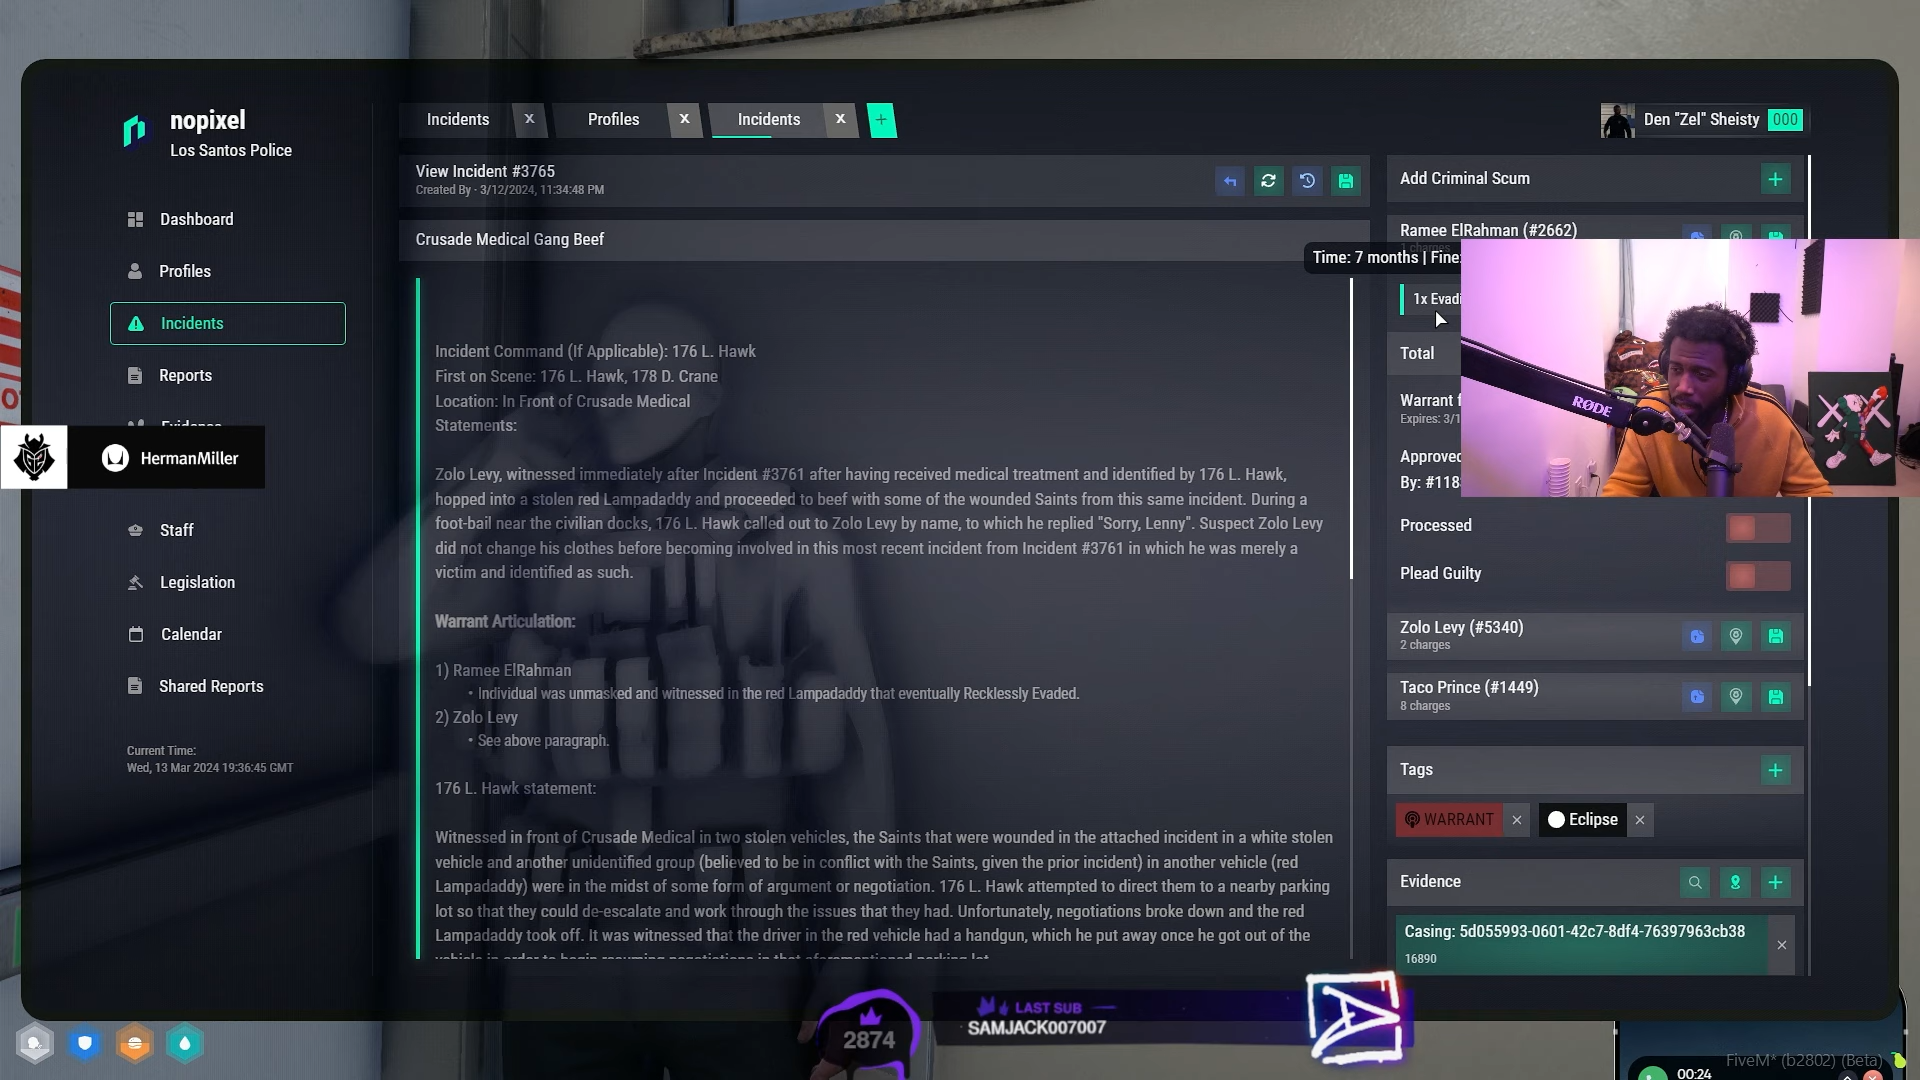 nopixel
Los Santos Police
Dashboard
Profiles
Incidents
Reports
HermanMiller
Staff
Legislation
Calendar
Shared Reports
Current Time:
Wed, 13 Mar 2024 19:36:45 GMT
Incidents x
Profiles x
Incidents x
+
Den "Zel" Sheisty 000
View Incident #3765
Created By - 3/12/2024, 11:34:48 PM
Crusade Medical Gang Beef
Incident Command (If Applicable): 176 L. Hawk
First on Scene: 176 L. Hawk, 178 D. Crane
Location: In Front of Crusade Medical
Statements:
Zolo Levy, witnessed immediately after Incident #3761 after having received medical treatment and identified by 176 L. Hawk,
hopped into a stolen red Lampadaddy and proceeded to beef with some of the wounded Saints from this same incident. During a
foot-bail near the civilian docks, 176 L. Hawk called out to Zolo Levy by name, to which he replied "Sorry, Lenny". Suspect Zolo Levy
did not change his clothes before becoming involved in this most recent incident from Incident #3761 in which he was merely a
victim and identified as such.
Warrant Articulation:
1) Ramee ElRahman
• Individual was unmasked and witnessed in the red Lampadaddy that eventually Recklessly Evaded.
2) Zolo Levy
• See above paragraph.
176 L. Hawk statement:
Witnessed in front of Crusade Medical in two stolen vehicles, the Saints that were wounded in the attached incident in a white stolen
vehicle and another unidentified group (believed to be in conflict with the Saints, given the prior incident) in another vehicle (red
Lampadaddy) were in the midst of some form of argument or negotiation. 176 L. Hawk attempted to direct them to a nearby parking
lot so that they could de-escalate and work through the issues that they had. Unfortunately, negotiations broke down and the red
Lampadaddy took off. It was witnessed that the driver in the red vehicle had a handgun, which he put away once he got out of the
Add Criminal Scum
Ramee ElRahman (#2662)
1 charges
Time: 7 months | Fine:
1x Evadi
Total
Warrant f
Expires: 3/1
Approved
By: #118
RØDE
Processed
Plead Guilty
Zolo Levy (#5340)
2 charges
Taco Prince (#1449)
8 charges
Tags
WARRANT ×
Eclipse ×
Evidence
Casing: 5d055993-0601-42c7-8df4-76397963cb38
16890
2874
LAST SUB
SAMJACK007007
FiveM* (b2802) (Beta)
00:24